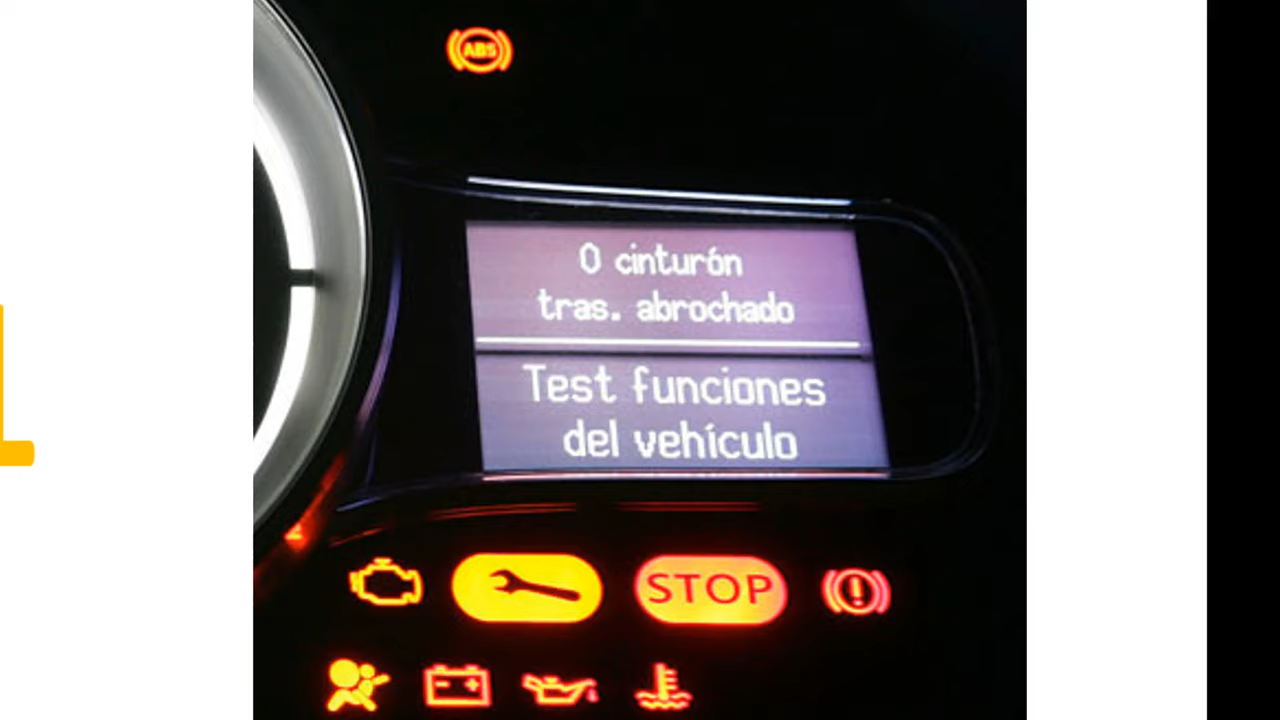 ABS
0 cinturón
tras. abrochado
Test funciones
del vehículo
STOP